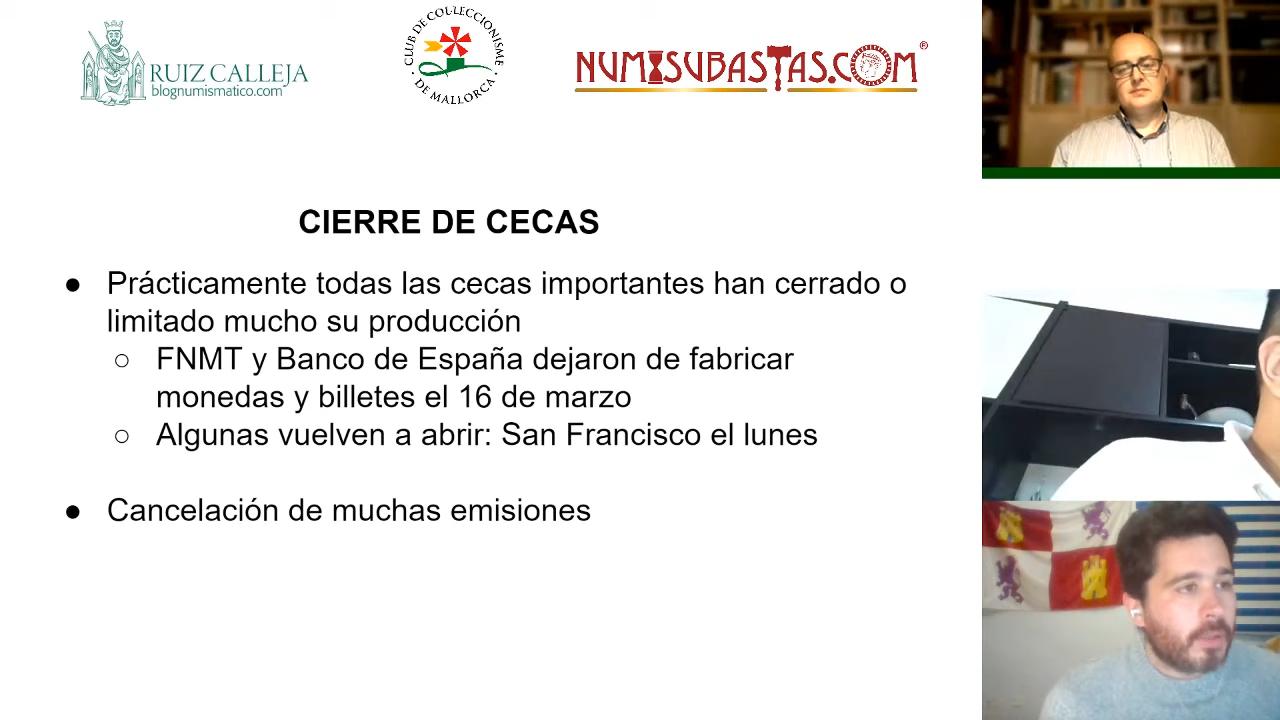 RUIZ CALLEJA
blognumismatico.com
CLUB DE COL·LECCIONISME
· DE MALLORCA ·
NUMISUBASTAS.COM®
CIERRE DE CECAS
● Prácticamente todas las cecas importantes han cerrado o
limitado mucho su producción
○ FNMT y Banco de España dejaron de fabricar
monedas y billetes el 16 de marzo
○ Algunas vuelven a abrir: San Francisco el lunes
● Cancelación de muchas emisiones